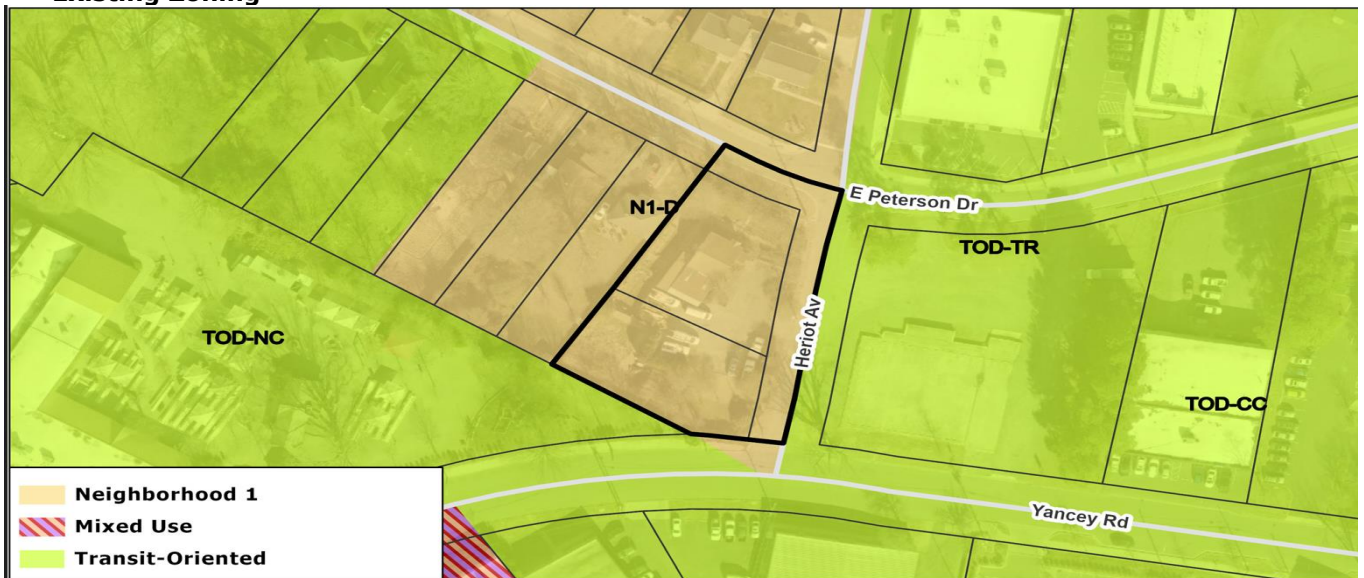 Existing Zoning
N1-D
E Peterson Dr
TOD-TR
Heriot Av
TOD-NC
TOD-CC
Neighborhood 1
Mixed Use
Transit-Oriented
Yancey Rd